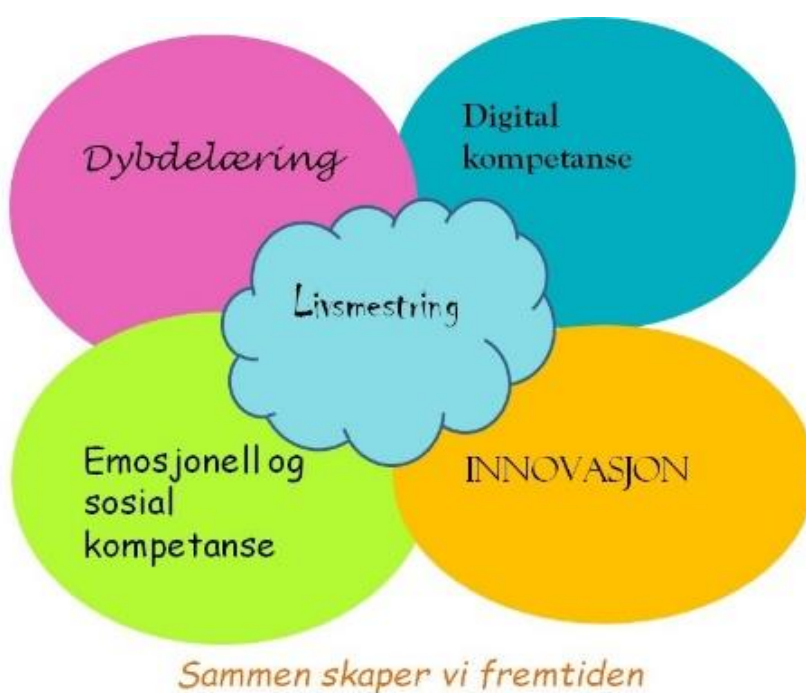 Dybdelæring
Digital
kompetanse
Livsmestring
Emosjonell og
sosial
kompetanse
INNOVASJON
Sammen skaper vi fremtiden